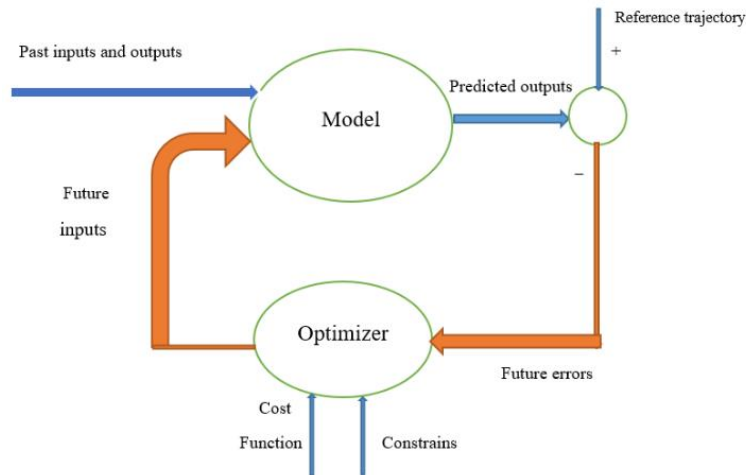 Reference trajectory
+
Past inputs and outputs
Predicted outputs
Model
−
Future
inputs
Optimizer
Future errors
Cost
Function
Constrains